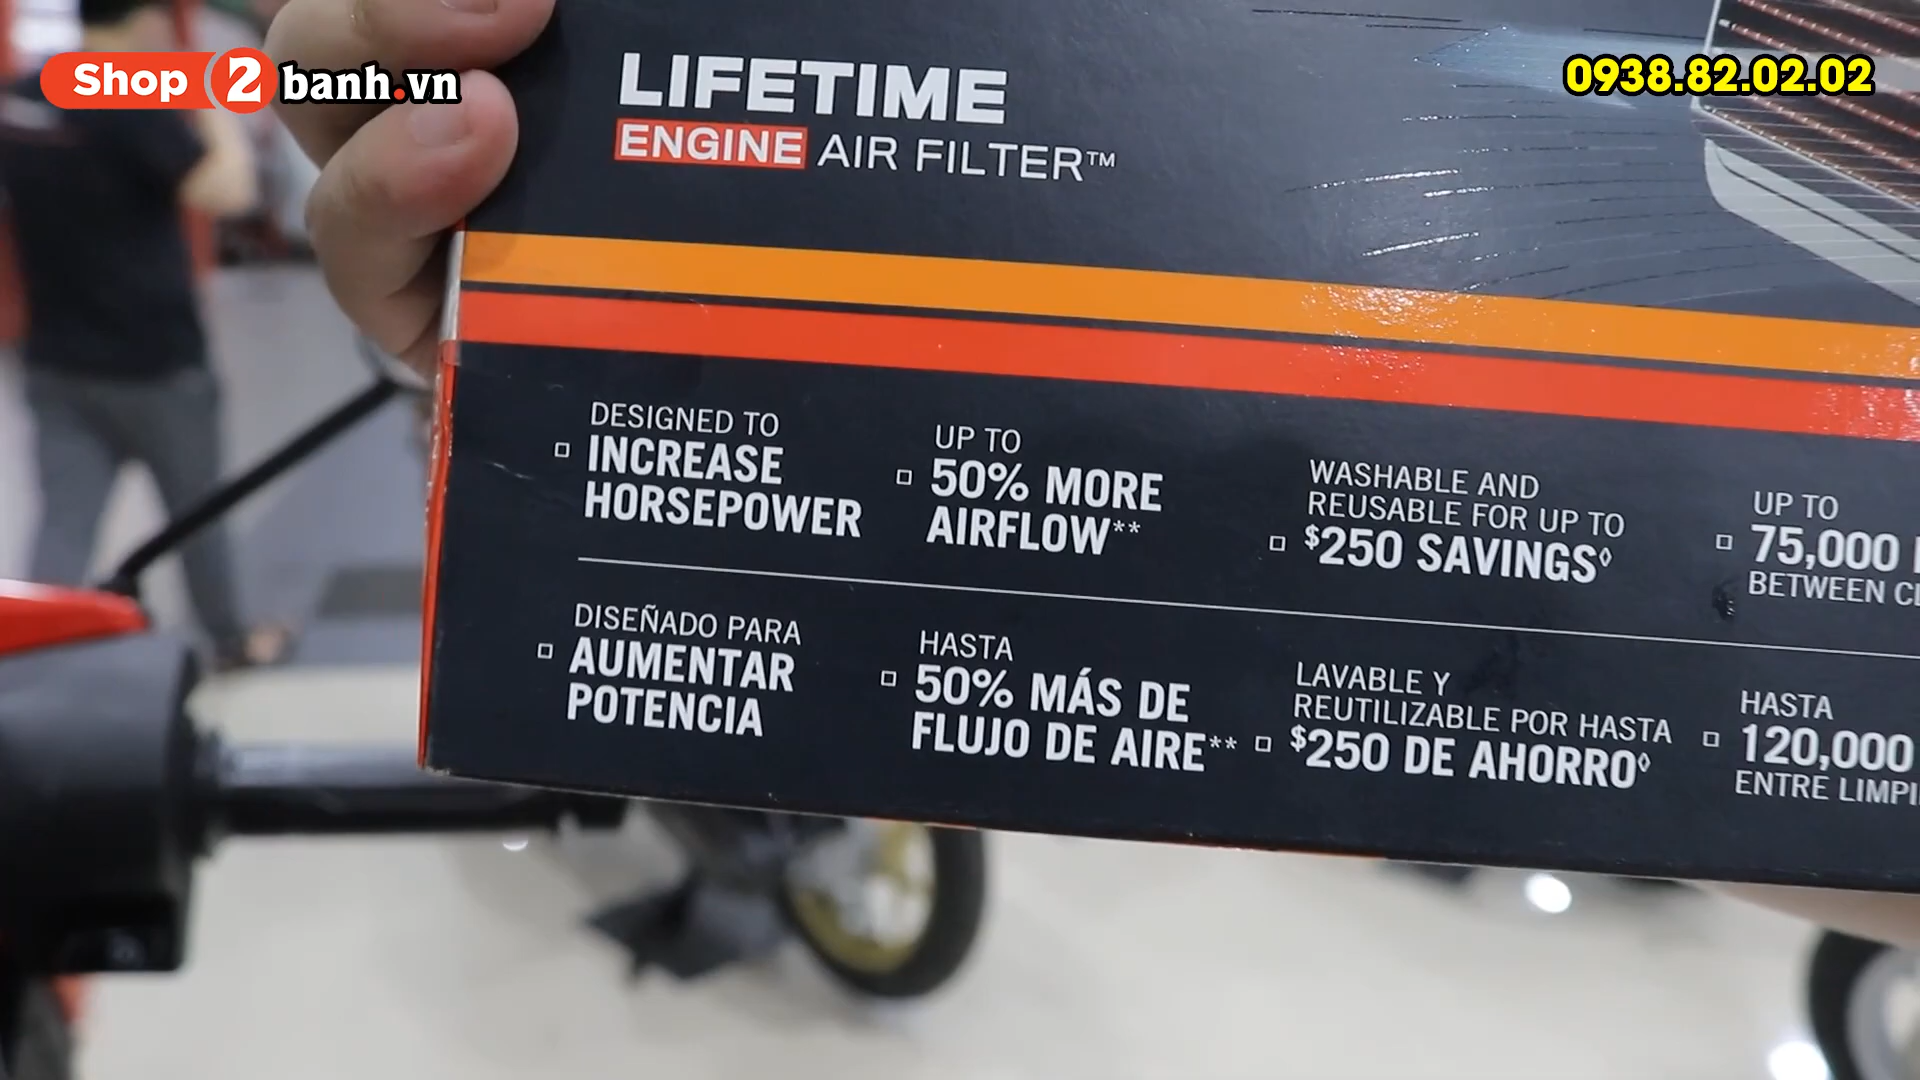 Shop 2 banh.vn
0938.82.02.02
LIFETIME
ENGINE AIR FILTER™
DESIGNED TO
INCREASE
HORSEPOWER
UP TO
50% MORE
AIRFLOW**
WASHABLE AND
REUSABLE FOR UP TO
$250 SAVINGS◊
UP TO
75,000
BETWEEN
DISEÑADO PARA
AUMENTAR
POTENCIA
HASTA
50% MÁS DE
FLUJO DE AIRE**
LAVABLE Y
REUTILIZABLE POR HASTA
$250 DE AHORRO◊
HASTA
120,000
ENTRE